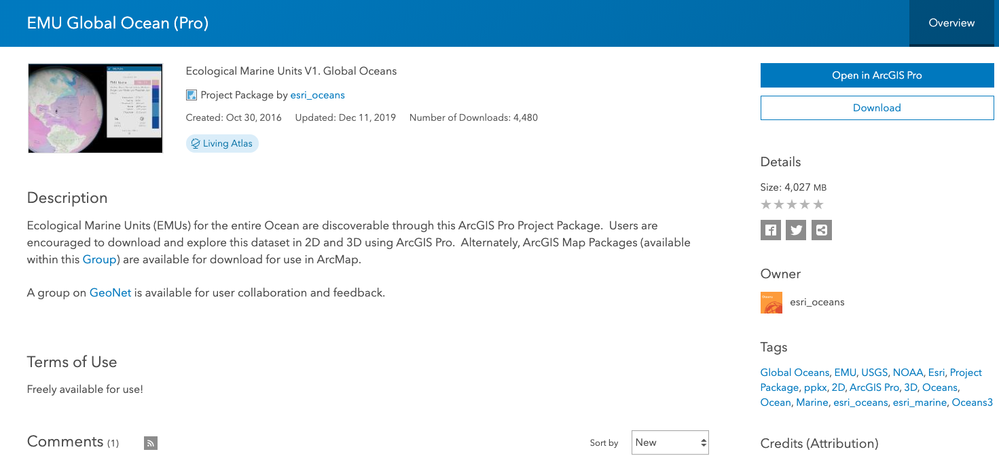 EMU Global Ocean (Pro)
Overview
Ecological Marine Units V1. Global Oceans
Project Package by esri_oceans
Created: Oct 30, 2016 Updated: Dec 11, 2019 Number of Downloads: 4,480
Living Atlas
Description
Ecological Marine Units (EMUs) for the entire Ocean are discoverable through this ArcGIS Pro Project Package. Users are
encouraged to download and explore this dataset in 2D and 3D using ArcGIS Pro. Alternately, ArcGIS Map Packages (available
within this Group) are available for download for use in ArcMap.
A group on GeoNet is available for user collaboration and feedback.
Terms of Use
Freely available for use!
Comments (1)
Sort by
New
Open in ArcGIS Pro
Download
Details
Size: 4,027 MB
Owner
esri_oceans
Tags
Global Oceans, EMU, USGS, NOAA, Esri, Project
Package, ppkx, 2D, ArcGIS Pro, 3D, Oceans,
Ocean, Marine, esri_oceans, esri_marine, Oceans3
Credits (Attribution)